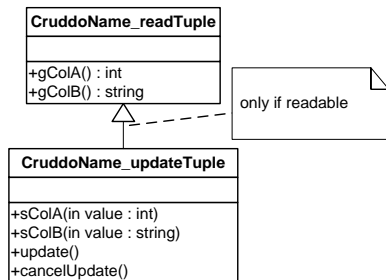 CruddoName_readTuple
+gColA() : int
+gColB() : string
only if readable
CruddoName_updateTuple
+sColA(in value : int)
+sColB(in value : string)
+update()
+cancelUpdate()